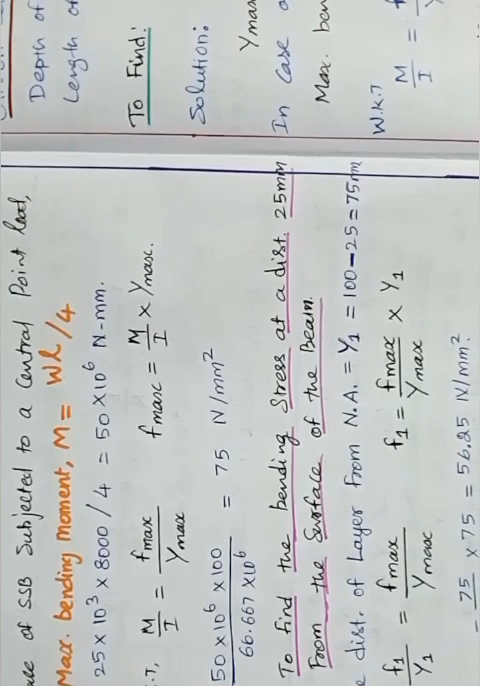 Depth of
Length of
To Find:
Solution:
Ymax
In Case
Max. ben
W.K.T
M/I =
of SSB Subjected to a Central Point load,
Max. bending moment, M = Wl/4
25 × 10³ × 8000 / 4 = 50 × 10⁶ N-mm.
M/I = fmax/Ymax fmax = M/I × Ymax.
50 × 10⁶ × 100 / 66.667 × 10⁶ = 75 N/mm²
To Find the bending Stress at a dist. 25mm
From the Surface of the Beam.
dist. of Layer from N.A. = Y₁ = 100 – 25 = 75mm
f₁/Y₁ = fmax/Ymax f₁ = fmax/Ymax × Y₁
75 × 75 = 56.25 N/mm².